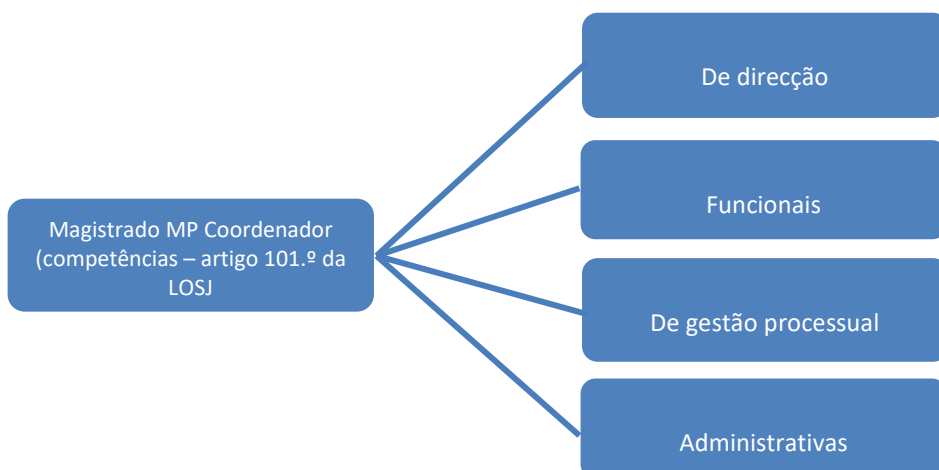 Magistrado MP Coordenador
(competências – artigo 101.º da
LOSJ
De direcção
Funcionais
De gestão processual
Administrativas